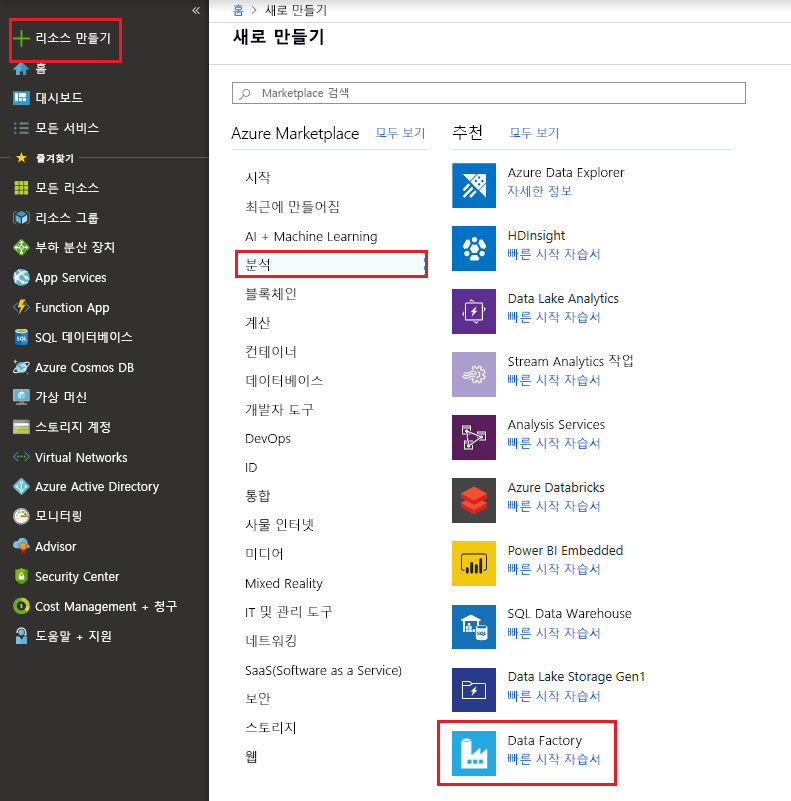 «
리소스 만들기
홈
대시보드
모든 서비스
즐겨찾기
모든 리소스
리소스 그룹
부하 분산 장치
App Services
Function App
SQL 데이터베이스
Azure Cosmos DB
가상 머신
스토리지 계정
Virtual Networks
Azure Active Directory
모니터링
Advisor
Security Center
Cost Management + 청구
도움말 + 지원
홈 > 새로 만들기
새로 만들기
Marketplace 검색
Azure Marketplace 모두 보기
시작
최근에 만들어짐
AI + Machine Learning
분석
블록체인
계산
컨테이너
데이터베이스
개발자 도구
DevOps
ID
통합
사물 인터넷
미디어
Mixed Reality
IT 및 관리 도구
네트워킹
SaaS(Software as a Service)
보안
스토리지
웹
추천 모두 보기
Azure Data Explorer
자세한 정보
HDInsight
빠른 시작 자습서
Data Lake Analytics
빠른 시작 자습서
Stream Analytics 작업
빠른 시작 자습서
Analysis Services
빠른 시작 자습서
Azure Databricks
빠른 시작 자습서
Power BI Embedded
빠른 시작 자습서
SQL Data Warehouse
빠른 시작 자습서
Data Lake Storage Gen1
빠른 시작 자습서
Data Factory
빠른 시작 자습서